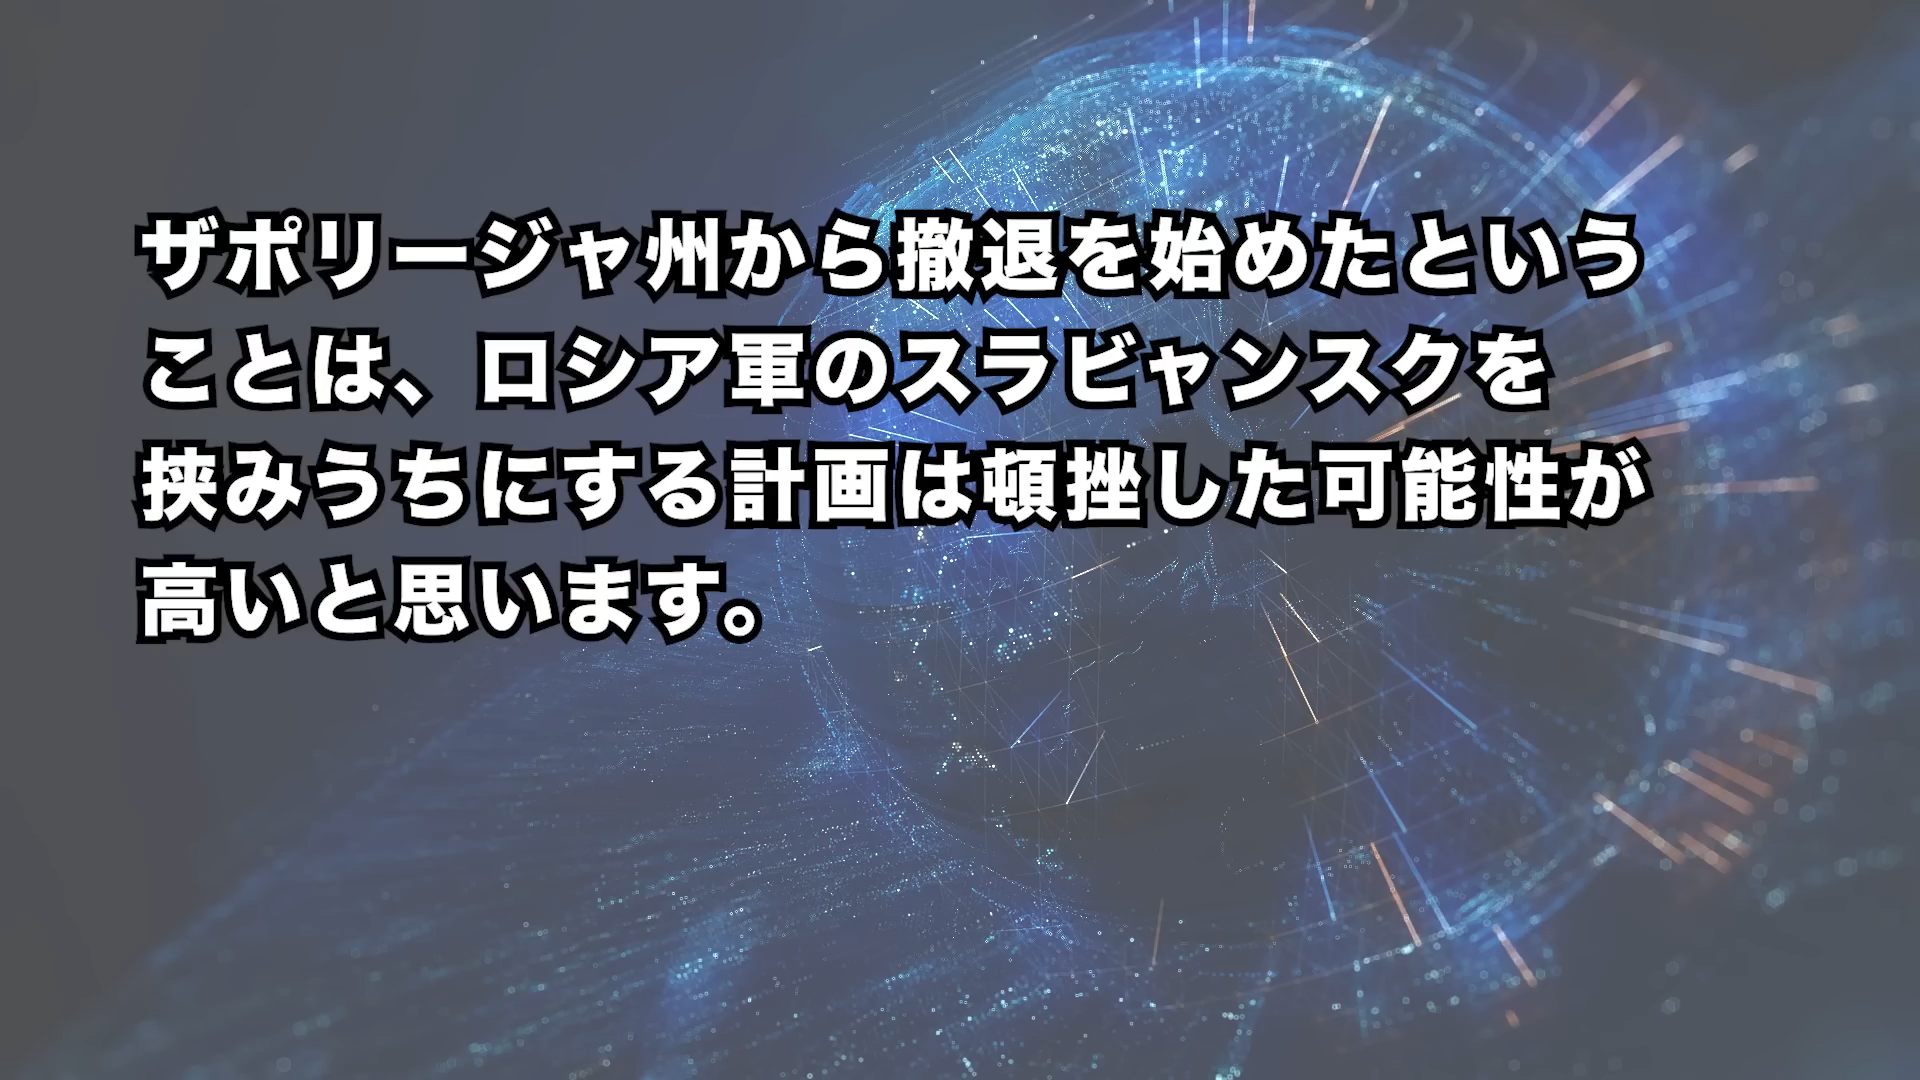 ザポリージャ州から撤退を始めたという
ことは、ロシア軍のスラビャンスクを
挟みうちにする計画は頓挫した可能性が
高いと思います。